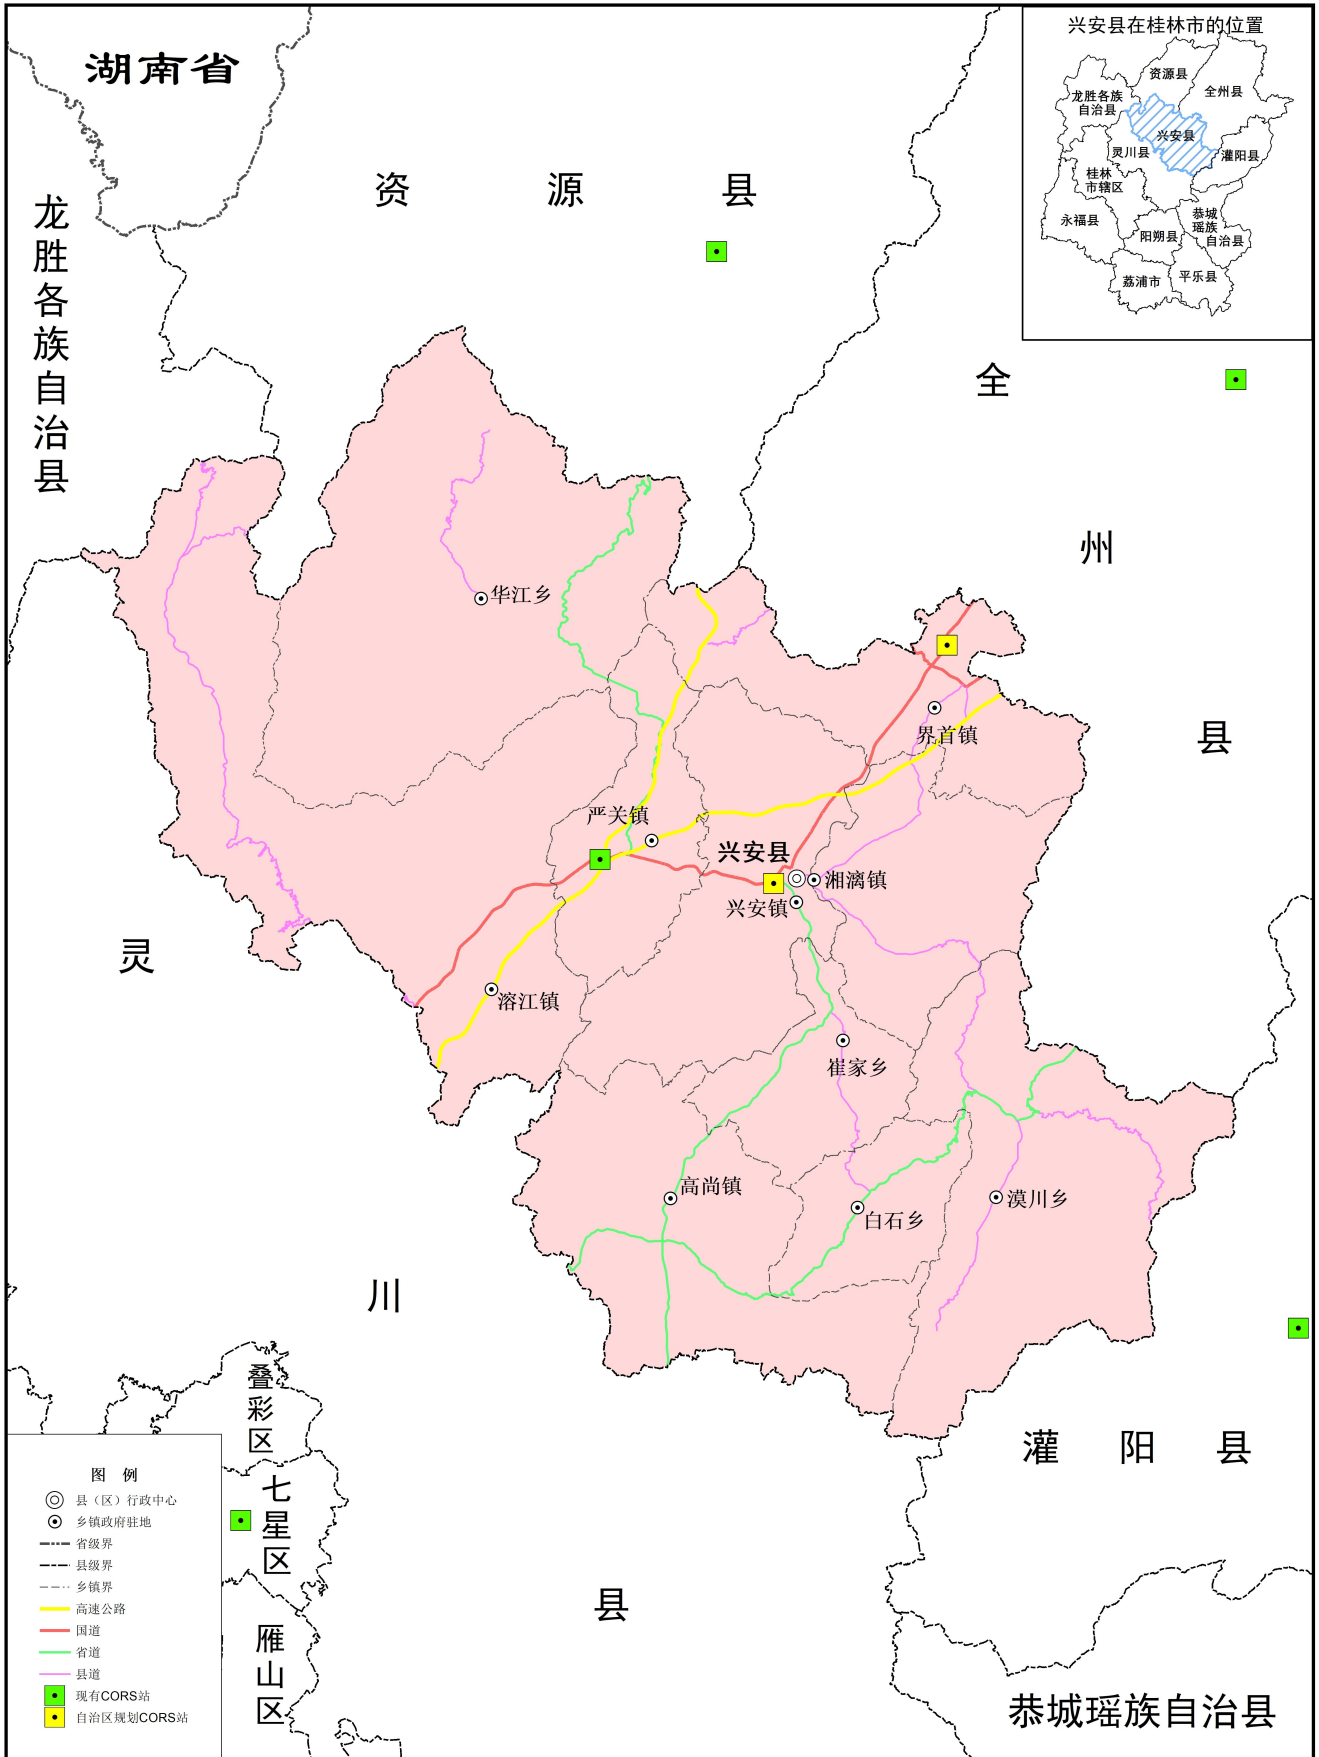 湖南省
兴安县在桂林市的位置
资源县
龙胜各族
自治县
全州县
兴安县
灵川县
灌阳县
桂林
市辖区
永福县
恭城
瑶族
自治县
阳朔县
荔浦市
平乐县
资源县
龙胜各族自治县
全州县
华江乡
界首镇
严关镇
兴安县
湘漓镇
兴安镇
溶江镇
崔家乡
高尚镇
白石乡
漠川乡
灵川县
灌阳县
叠彩区
七星区
雁山区
恭城瑶族自治县
图 例
县（区）行政中心
乡镇政府驻地
省级界
县级界
乡镇界
高速公路
国道
省道
县道
现有CORS站
自治区规划CORS站